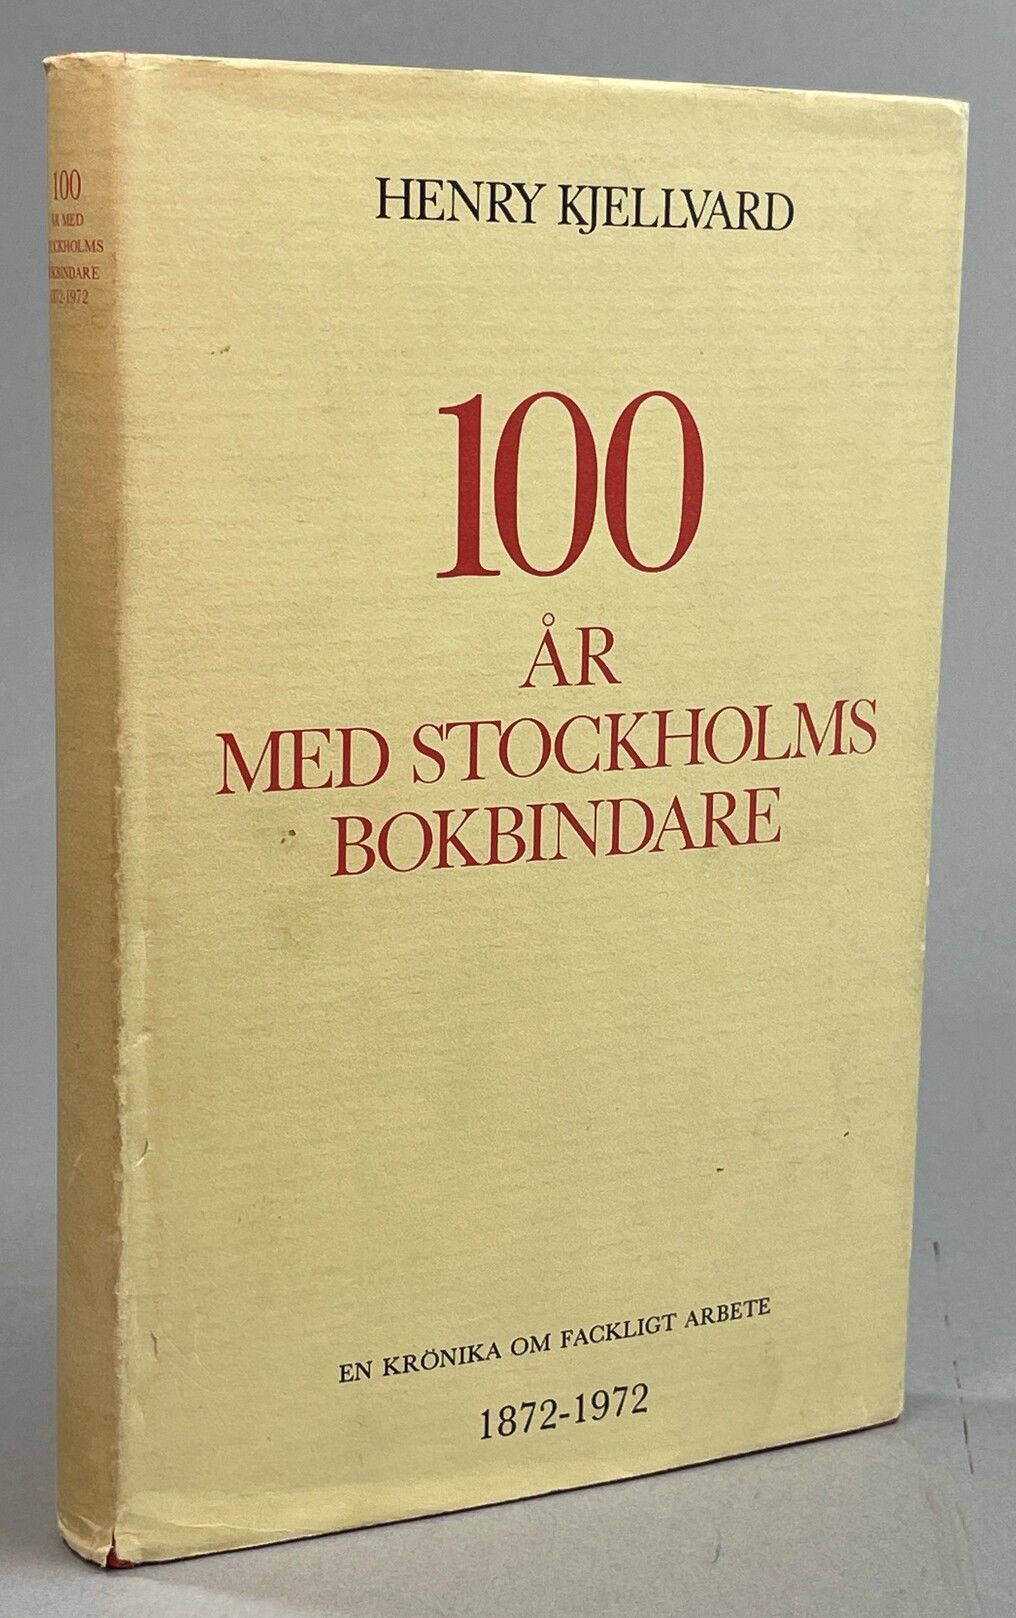 HENRY KJELLVARD
100
ÅR
MED STOCKHOLMS
BOKBINDARE
EN KRÖNIKA OM FACKLIGT ARBETE
1872-1972
100
ÅR MED
STOCKHOLMS
BOKBINDARE
1872-1972